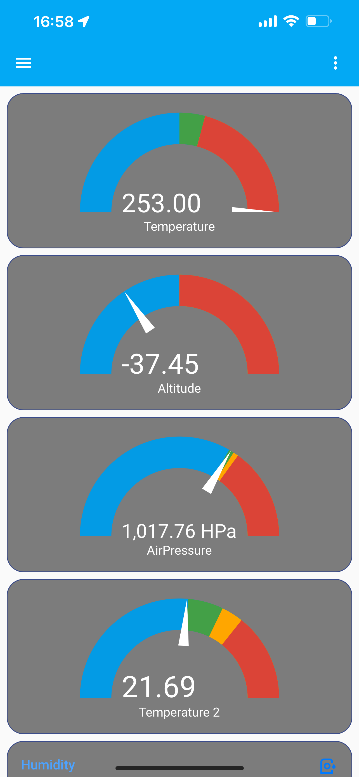 16:58
253.00
Temperature
-37.45
Altitude
1,017.76 HPa
AirPressure
21.69
Temperature 2
Humidity